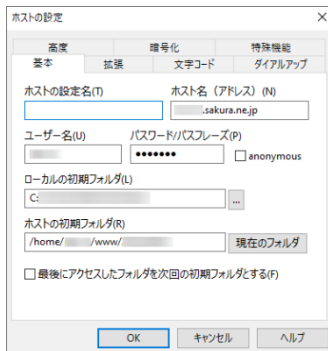 ホストの設定
高度 暗号化 特殊機能
基本 拡張 文字コード ダイアルアップ
ホストの設定名(T) ホスト名（アドレス）(N)
.sakura.ne.jp
ユーザー名(U) パスワード/パスフレーズ(P)
●●●●●●● anonymous
ローカルの初期フォルダ(L)
C: ...
ホストの初期フォルダ(R)
/home/ /www/ 現在のフォルダ
最後にアクセスしたフォルダを次回の初期フォルダとする(F)
OK キャンセル ヘルプ